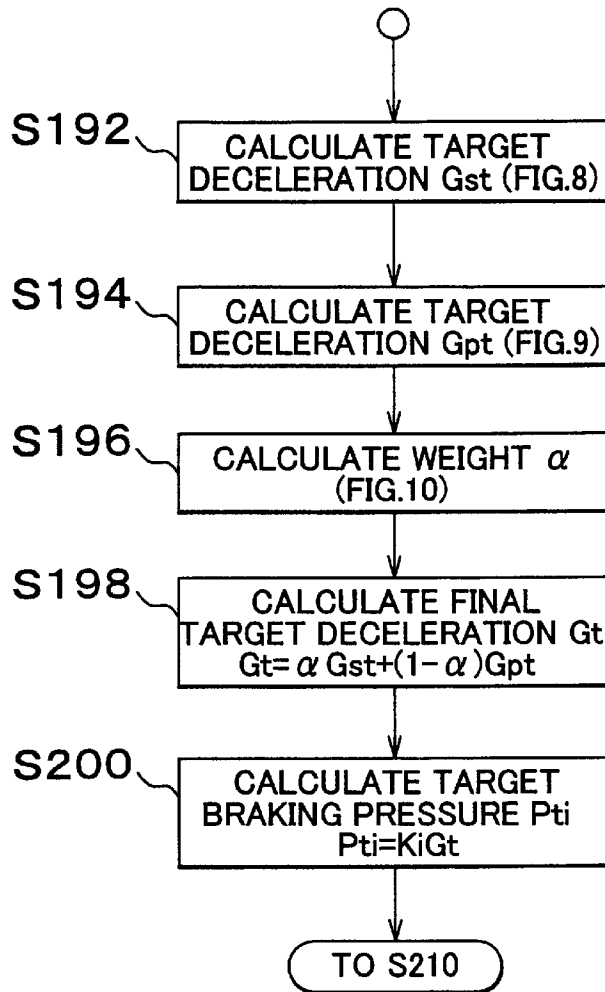 S192
CALCULATE TARGET
DECELERATION Gst (FIG.8)
S194
CALCULATE TARGET
DECELERATION Gpt (FIG.9)
S196
CALCULATE WEIGHT α
(FIG.10)
S198
CALCULATE FINAL
TARGET DECELERATION Gt
Gt=αGst+(1-α)Gpt
S200
CALCULATE TARGET
BRAKING PRESSURE Pti
Pti=KiGt
TO S210